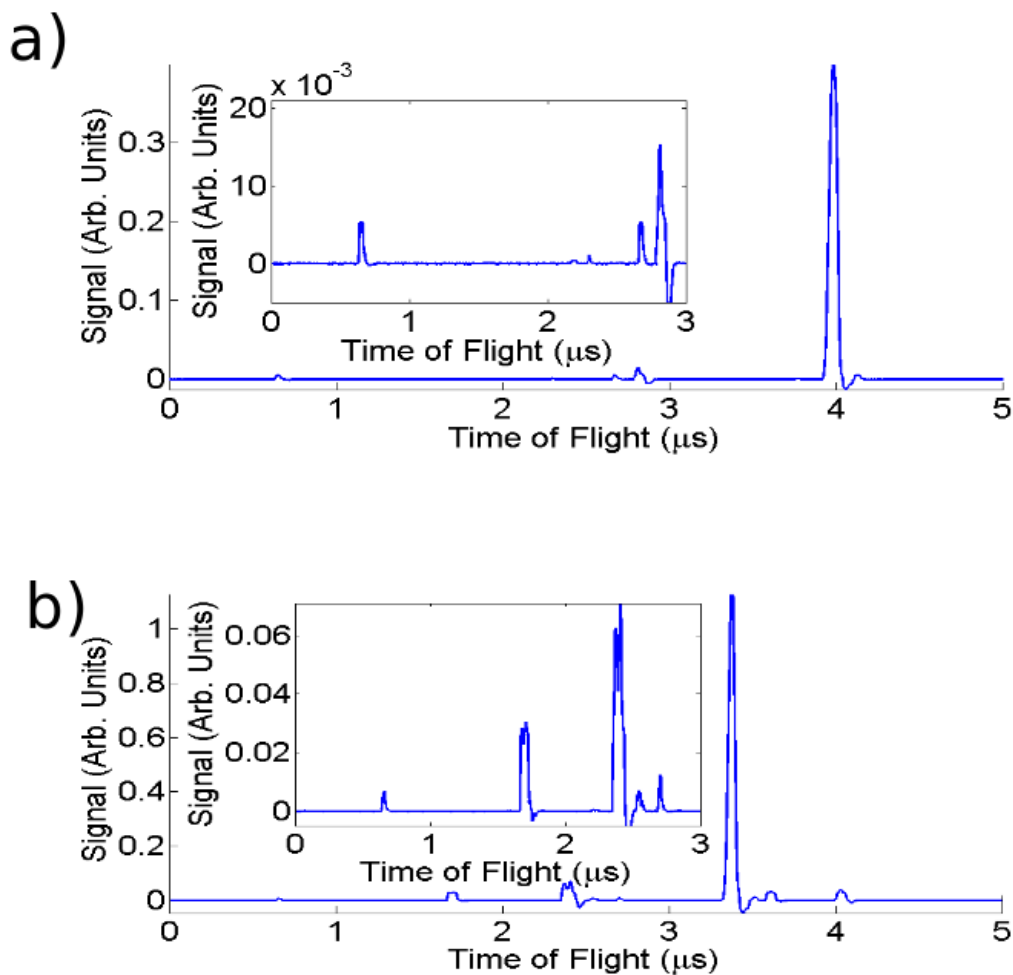 a)
x 10^-3
Signal (Arb. Units)
0.3
0.2
0.1
0
Signal (Arb. Units)
20
10
0
0 1 2 3
Time of Flight (μs)
0 1 2 3 4 5
Time of Flight (μs)
b)
Signal (Arb. Units)
1
0.8
0.6
0.4
0.2
0
Signal (Arb. Units)
0.06
0.04
0.02
0
0 1 2 3
Time of Flight (μs)
0 1 2 3 4 5
Time of Flight (μs)